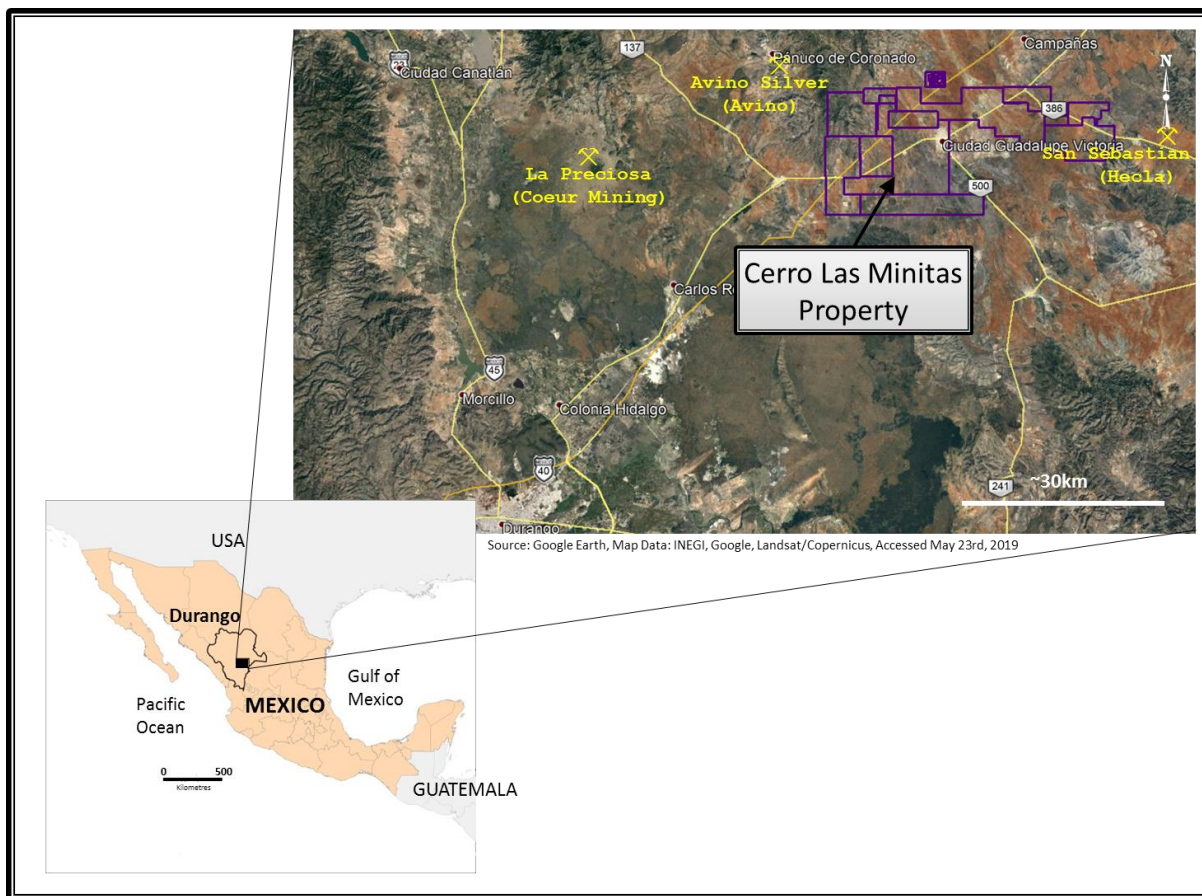 137
Campañas
Ciudad Canatlán
Pánuco de Coronado
N
Avino Silver
(Avino)
386
Ciudad Guadalupe Victoria
San Sebastian
(Hecla)
La Preciosa
(Coeur Mining)
500
Cerro Las Minitas
Property
Carlos
45
Morcillo
Colonia Hidalgo
40
241
~30km
Durango
Source: Google Earth, Map Data: INEGI, Google, Landsat/Copernicus, Accessed May 23rd, 2019
USA
Durango
Gulf of
Mexico
Pacific
Ocean
MEXICO
0 500
Kilometres
GUATEMALA